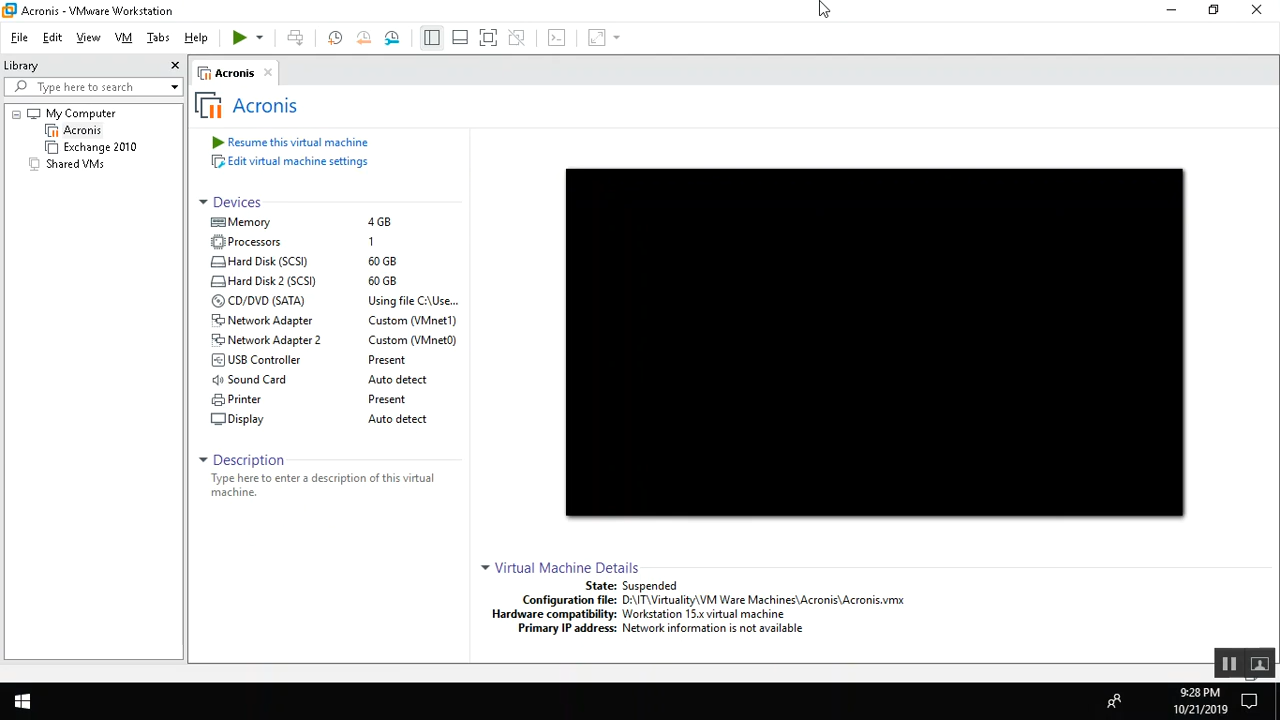 Acronis - VMware Workstation
File Edit View VM Tabs Help
Library
Type here to search
My Computer
Acronis
Exchange 2010
Shared VMs
Acronis
Acronis
Resume this virtual machine
Edit virtual machine settings
Devices
Memory 4 GB
Processors 1
Hard Disk (SCSI) 60 GB
Hard Disk 2 (SCSI) 60 GB
CD/DVD (SATA) Using file C:\Use...
Network Adapter Custom (VMnet1)
Network Adapter 2 Custom (VMnet0)
USB Controller Present
Sound Card Auto detect
Printer Present
Display Auto detect
Description
Type here to enter a description of this virtual
machine.
Virtual Machine Details
State: Suspended
Configuration file: D:\IT\Virtuality\VM Ware Machines\Acronis\Acronis.vmx
Hardware compatibility: Workstation 15.x virtual machine
Primary IP address: Network information is not available
9:28 PM
10/21/2019